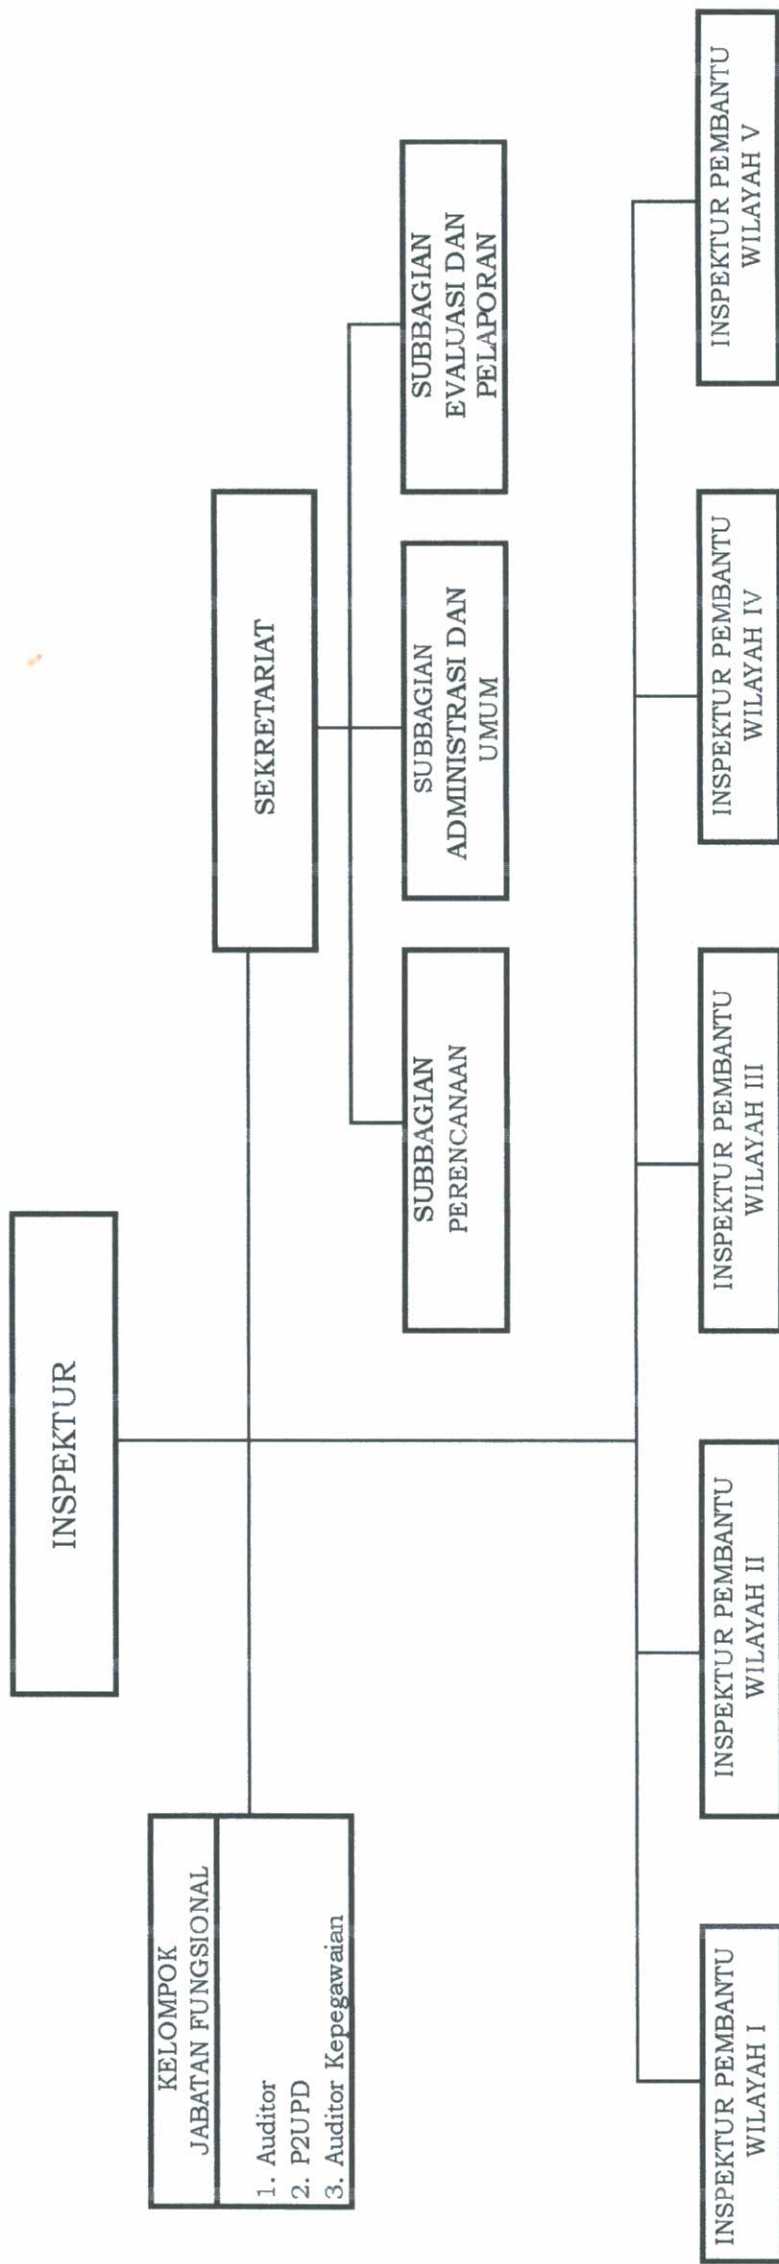 INSPEKTUR
KELOMPOK
JABATAN FUNGSIONAL
1. Auditor
2. P2UPD
3. Auditor Kepegawaian
SEKRETARIAT
SUBBAGIAN
PERENCANAAN
SUBBAGIAN
ADMINISTRASI DAN
UMUM
SUBBAGIAN
EVALUASI DAN
PELAPORAN
INSPEKTUR PEMBANTU
WILAYAH I
INSPEKTUR PEMBANTU
WILAYAH II
INSPEKTUR PEMBANTU
WILAYAH III
INSPEKTUR PEMBANTU
WILAYAH IV
INSPEKTUR PEMBANTU
WILAYAH V